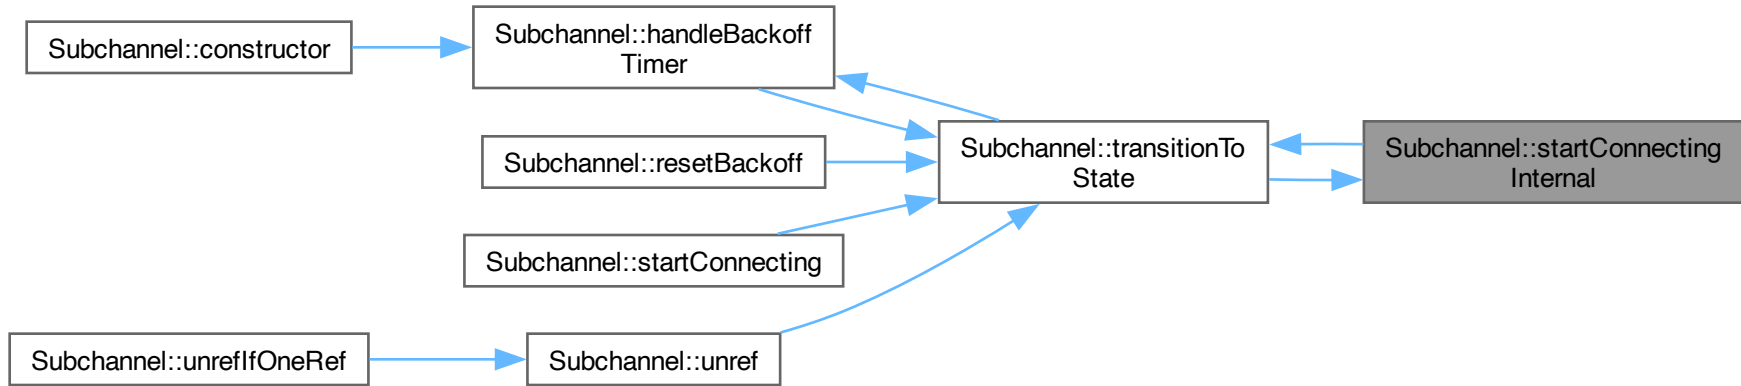 Subchannel::constructor
Subchannel::handleBackoff
Timer
Subchannel::resetBackoff
Subchannel::transitionTo
State
Subchannel::startConnecting
Internal
Subchannel::startConnecting
Subchannel::unrefIfOneRef
Subchannel::unref